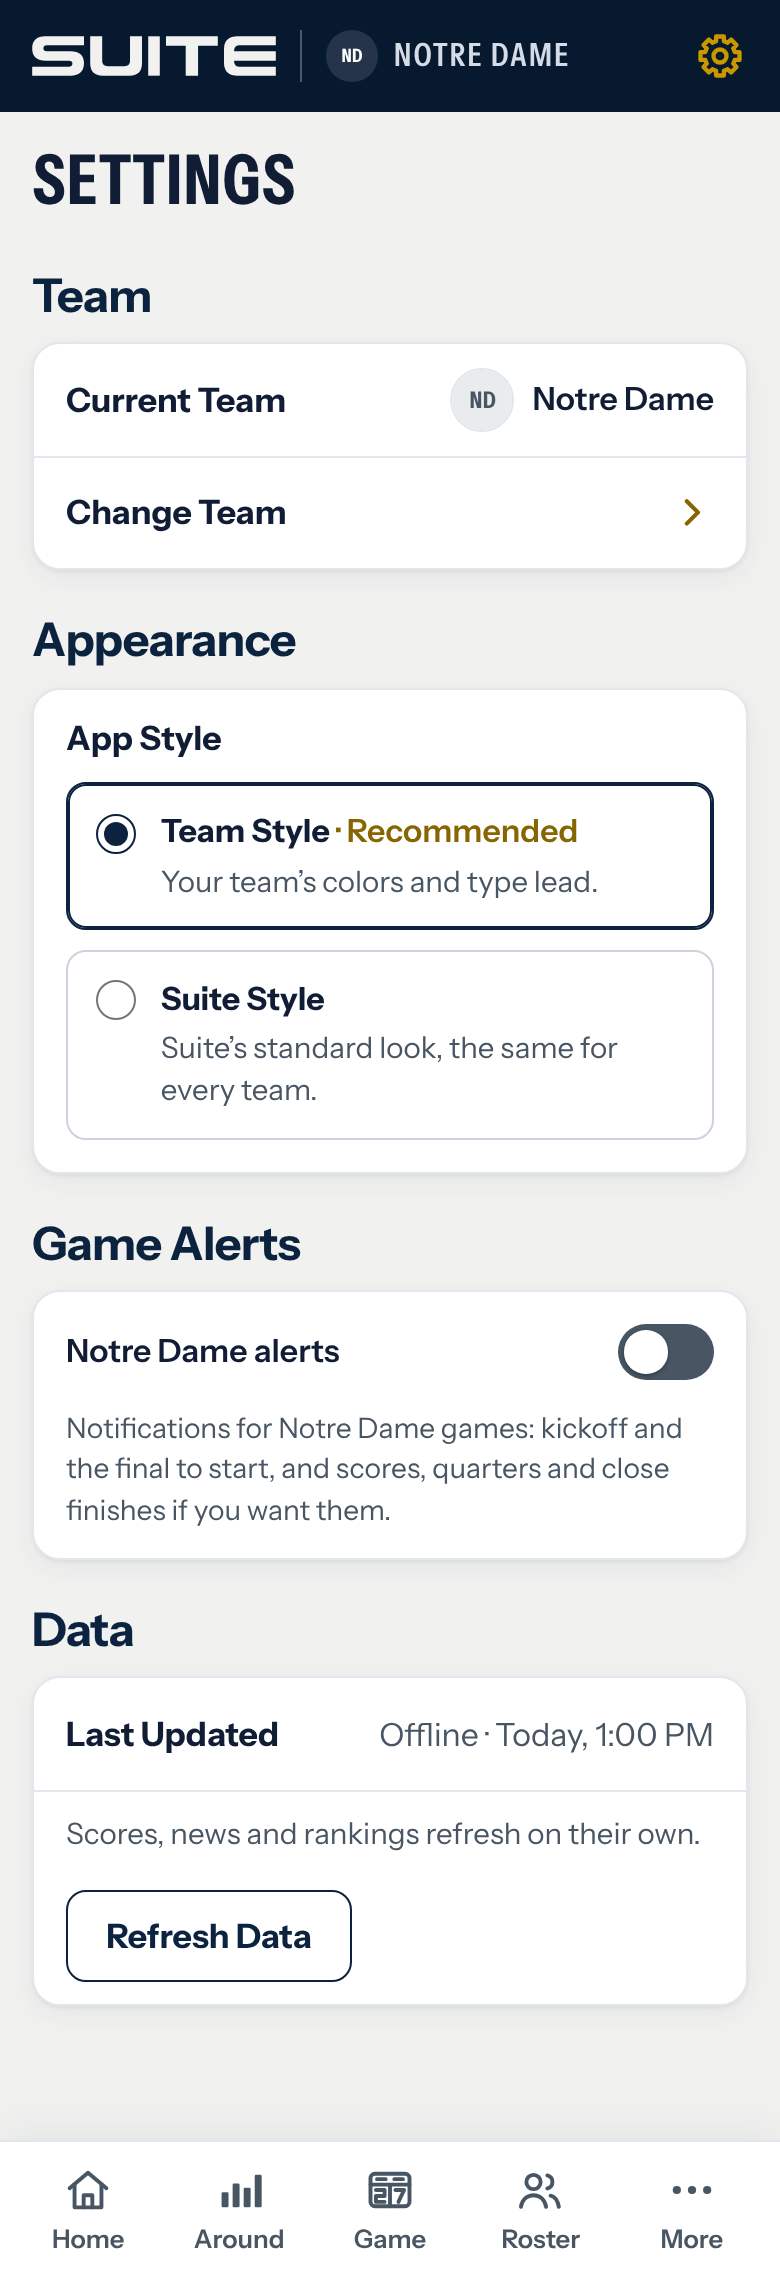 SUITE
ND NOTRE DAME
SETTINGS
Team
Current Team ND Notre Dame
Change Team
Appearance
App Style
Team Style · Recommended
Your team’s colors and type lead.
Suite Style
Suite’s standard look, the same for
every team.
Game Alerts
Notre Dame alerts
Notifications for Notre Dame games: kickoff and
the final to start, and scores, quarters and close
finishes if you want them.
Data
Last Updated Offline · Today, 1:00 PM
Scores, news and rankings refresh on their own.
Refresh Data
27
Home Around Game Roster More